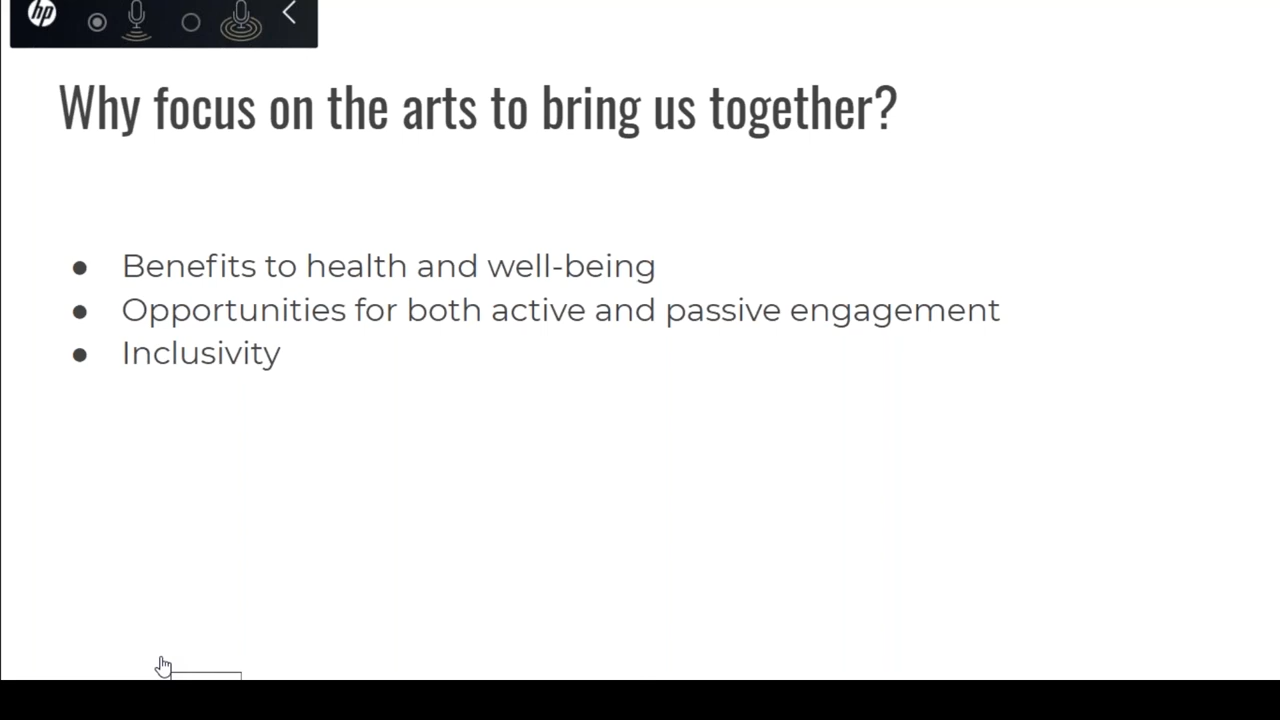 hp
Why focus on the arts to bring us together?
● Benefits to health and well-being
● Opportunities for both active and passive engagement
● Inclusivity